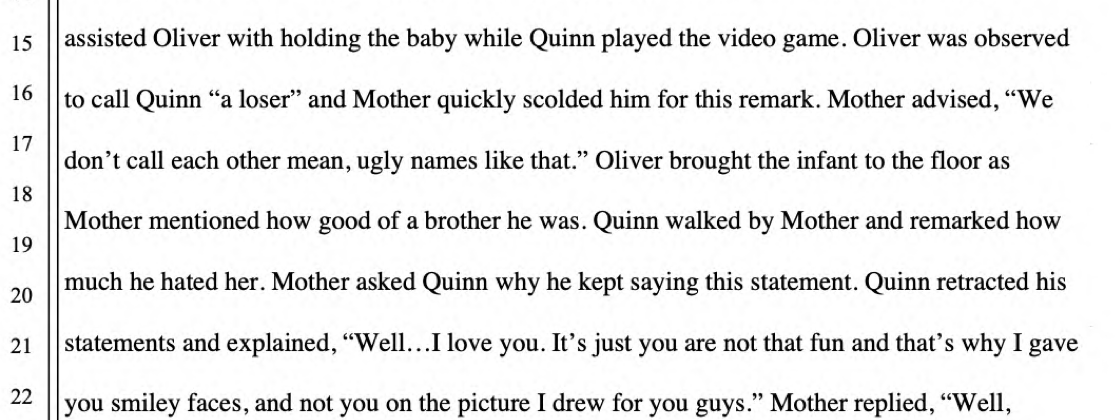 15 assisted Oliver with holding the baby while Quinn played the video game. Oliver was observed
16 to call Quinn “a loser” and Mother quickly scolded him for this remark. Mother advised, “We
17 don’t call each other mean, ugly names like that.” Oliver brought the infant to the floor as
18
Mother mentioned how good of a brother he was. Quinn walked by Mother and remarked how
19
much he hated her. Mother asked Quinn why he kept saying this statement. Quinn retracted his
20
21 statements and explained, “Well…I love you. It’s just you are not that fun and that’s why I gave
22 you smiley faces, and not you on the picture I drew for you guys.” Mother replied, “Well,